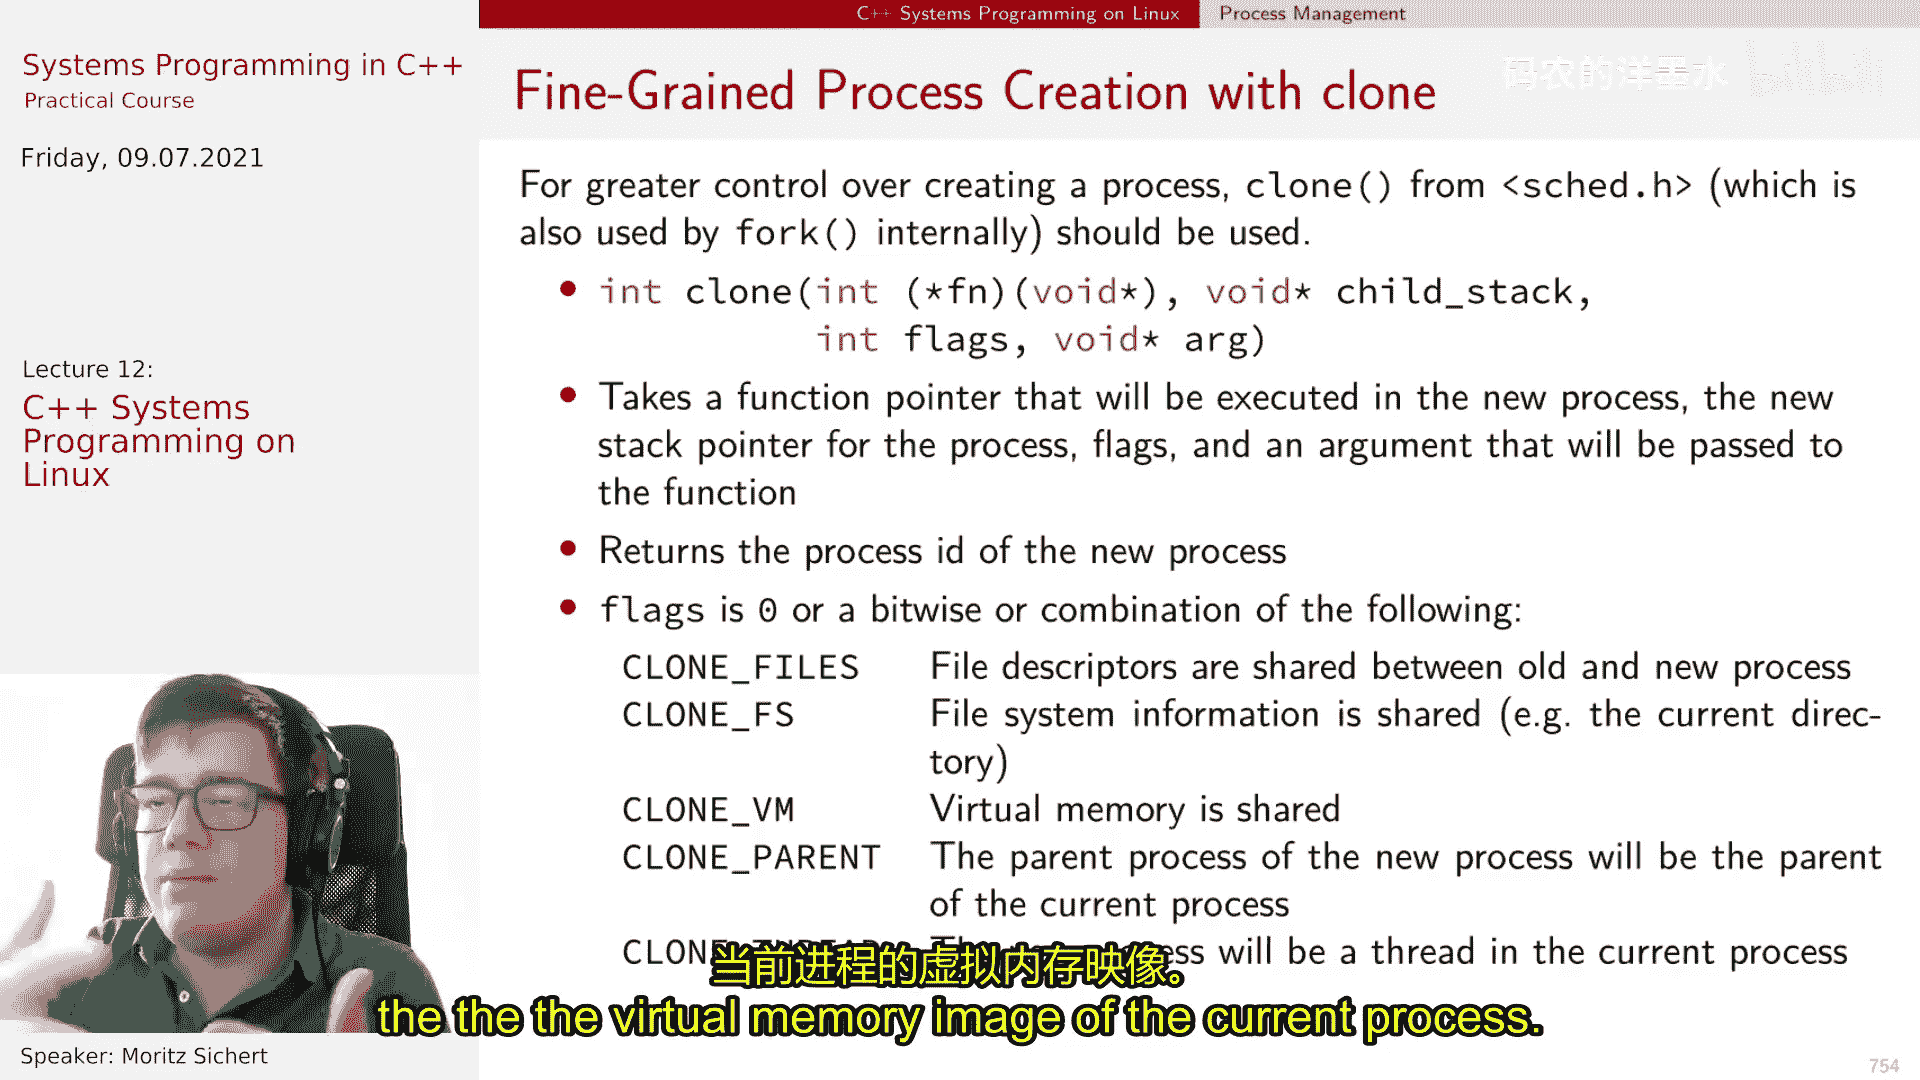 C++ Systems Programming on Linux
Process Management
Systems Programming in C++
Practical Course
Friday, 09.07.2021
Lecture 12:
C++ Systems
Programming on
Linux
Fine-Grained Process Creation with clone
码农的洋墨水 bilibili
For greater control over creating a process, clone() from <sched.h> (which is
also used by fork() internally) should be used.
• int clone(int (*fn)(void*), void* child_stack,
int flags, void* arg)
• Takes a function pointer that will be executed in the new process, the new
stack pointer for the process, flags, and an argument that will be passed to
the function
• Returns the process id of the new process
• flags is 0 or a bitwise or combination of the following:
CLONE_FILES File descriptors are shared between old and new process
CLONE_FS File system information is shared (e.g. the current direc-
tory)
CLONE_VM Virtual memory is shared
CLONE_PARENT The parent process of the new process will be the parent
of the current process
will be a thread in the current process
当前进程的虚拟内存映像。
the the the virtual memory image of the current process.
Speaker: Moritz Sichert
754